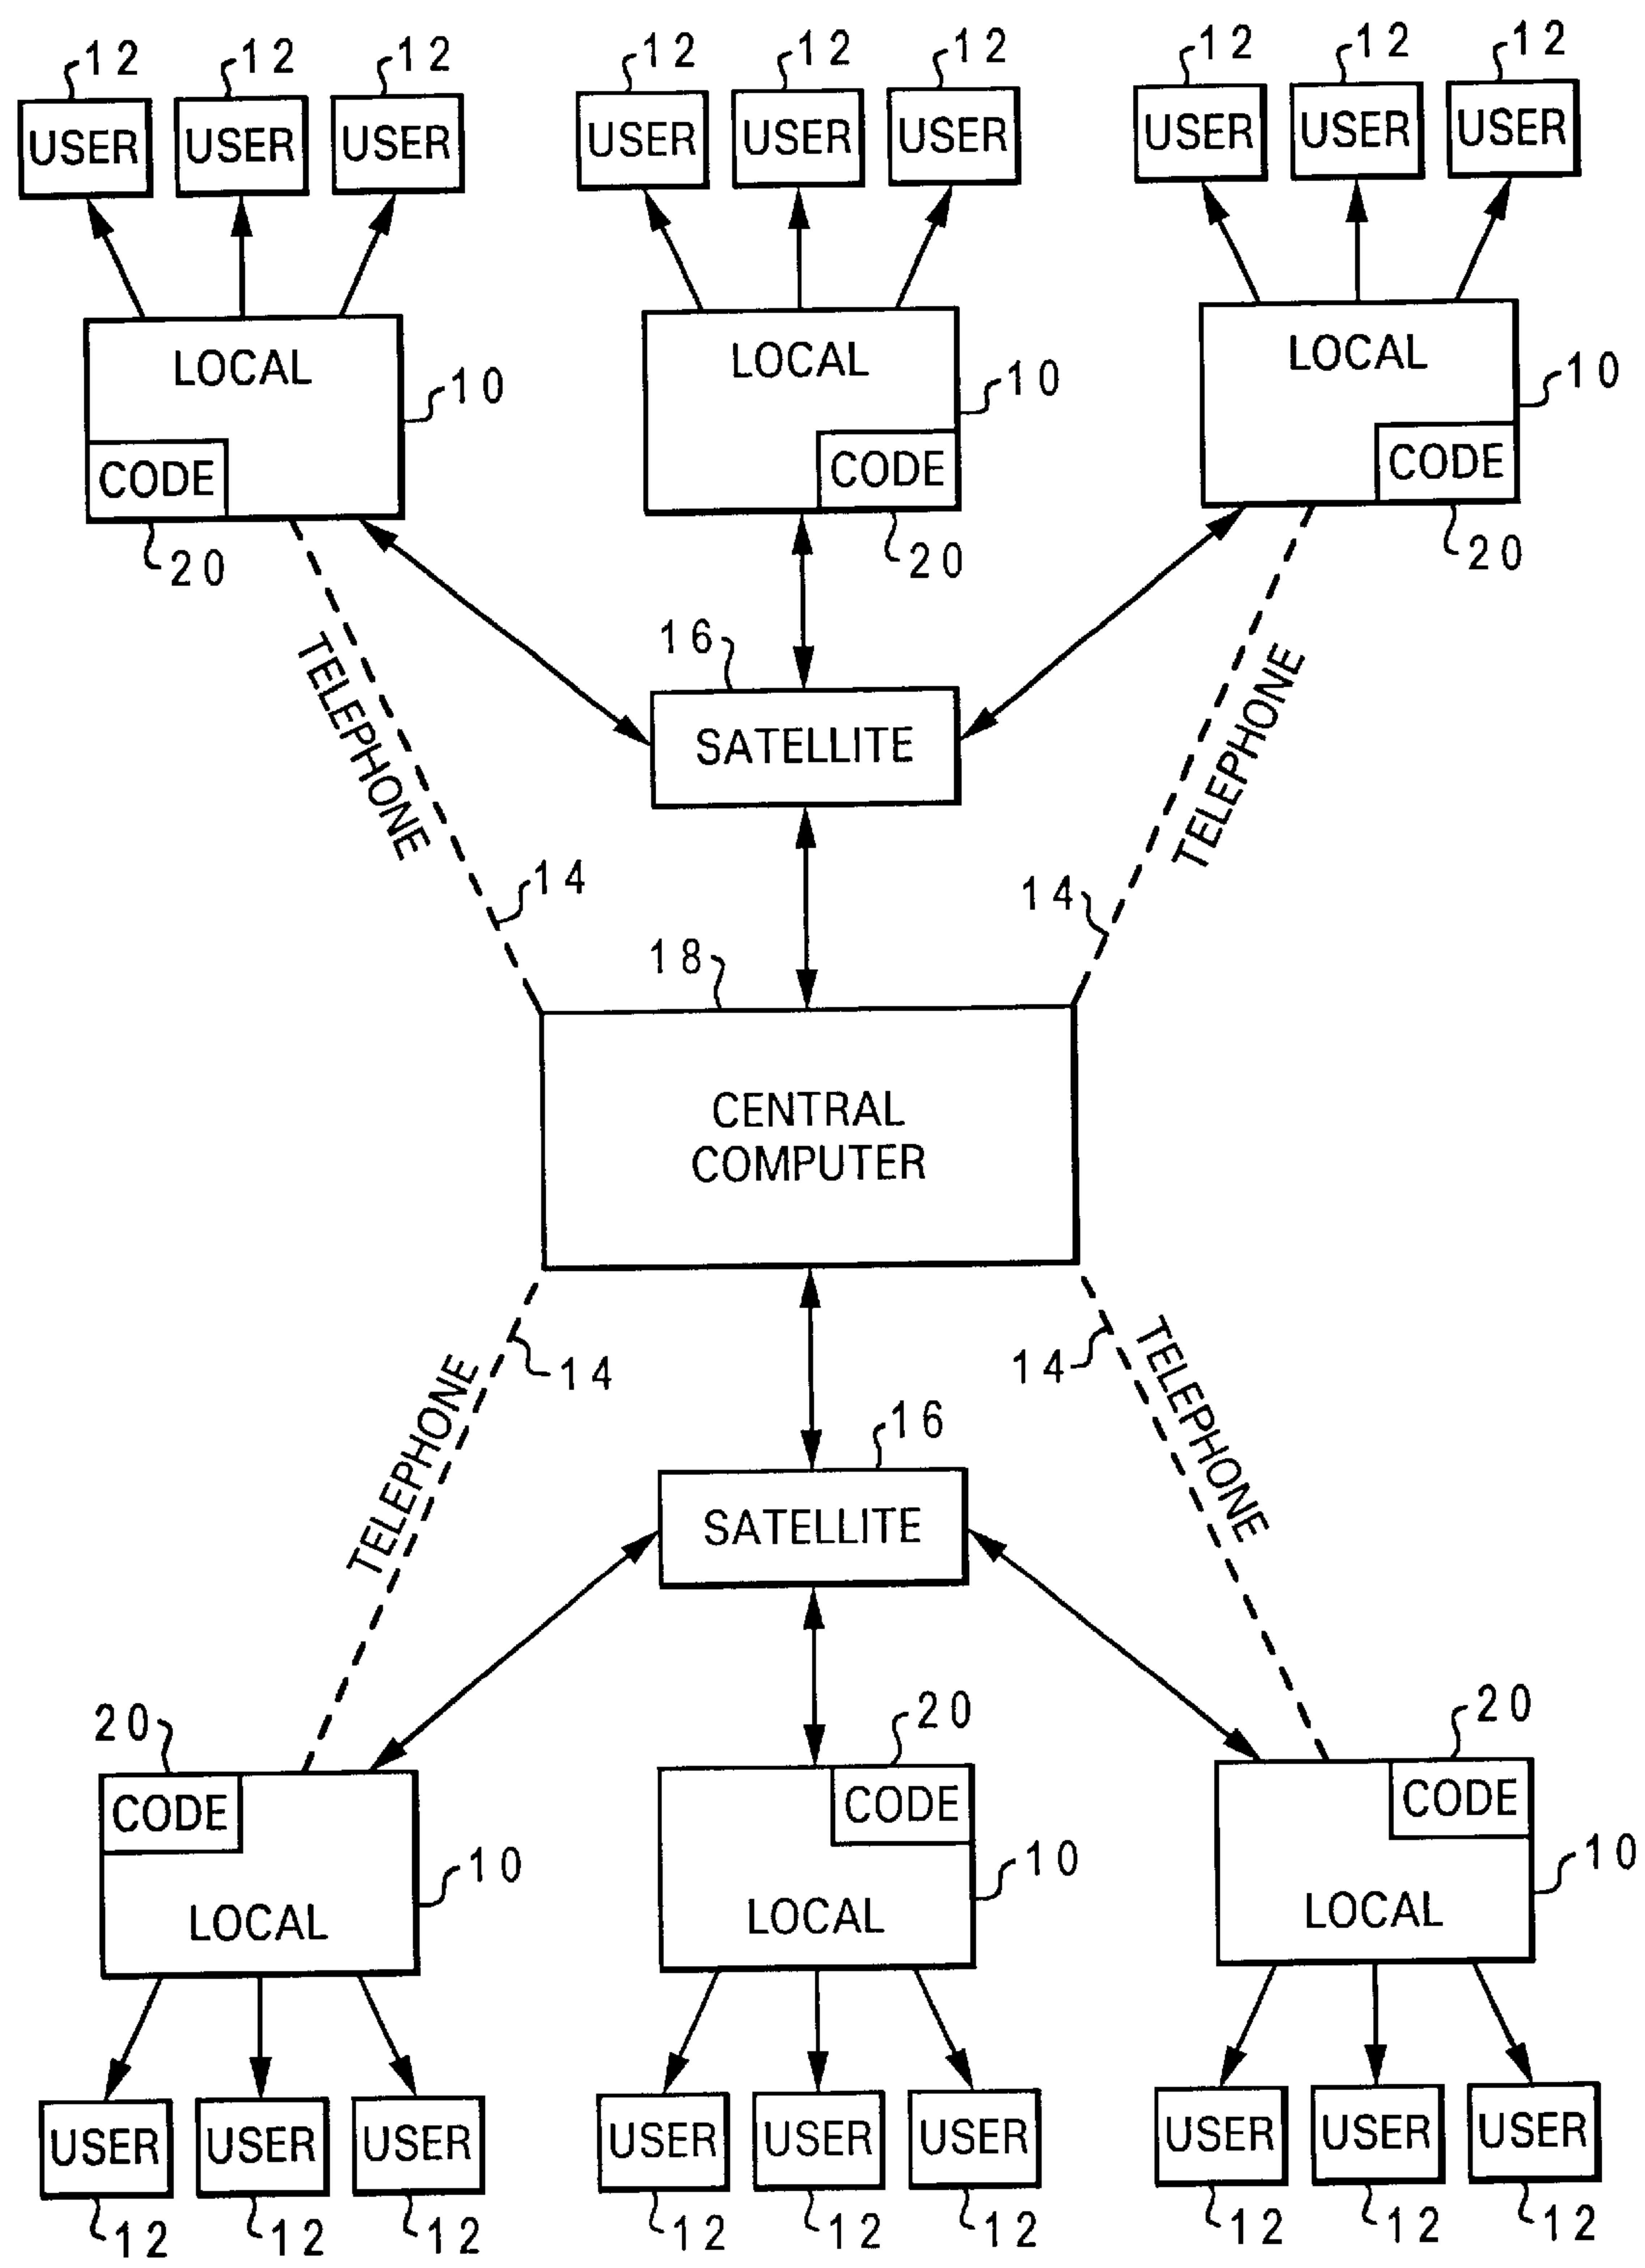 12 12 12 12 12 12 12 12 12
USER USER USER USER USER USER USER USER USER
LOCAL LOCAL LOCAL
10 10 10
CODE CODE CODE
20 20 20
16
TELEPHONE SATELLITE TELEPHONE
14 14
18
CENTRAL
COMPUTER
14 14
TELEPHONE TELEPHONE
16
SATELLITE
20 20 20
CODE CODE CODE
10 10 10
LOCAL LOCAL LOCAL
USER USER USER USER USER USER USER USER USER
12 12 12 12 12 12 12 12 12